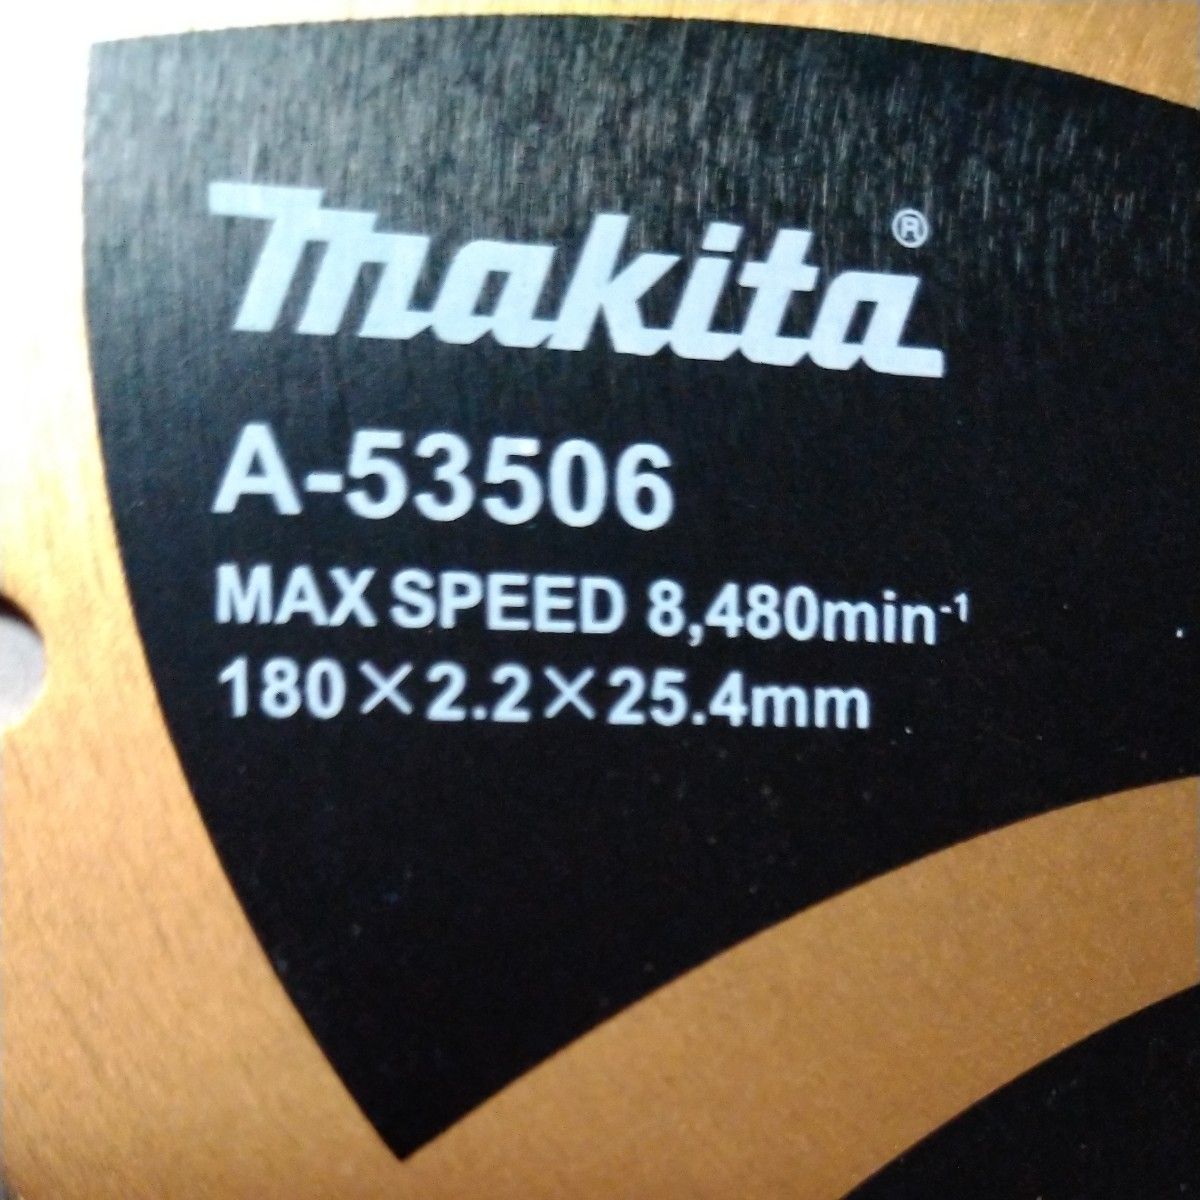 makita®
A-53506
MAX SPEED 8,480min⁻¹
180×2.2×25.4mm